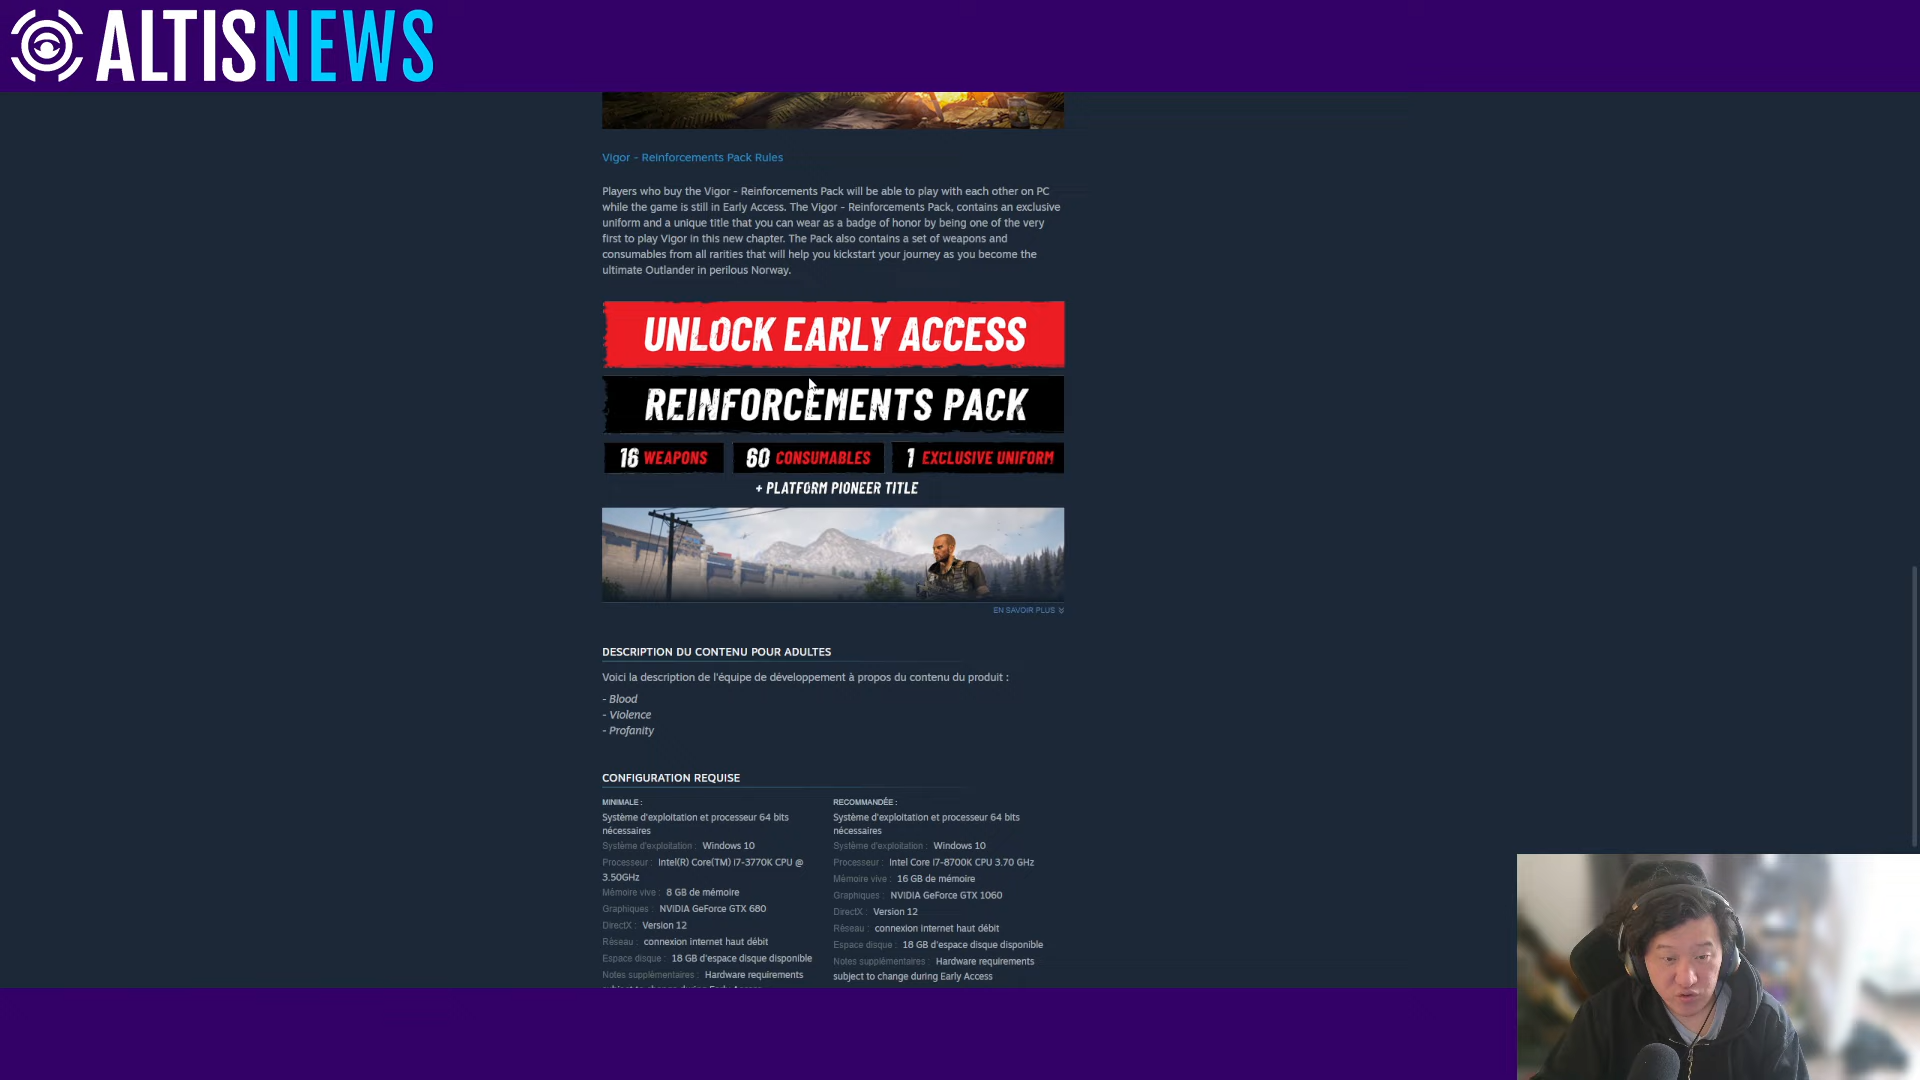 ALTISNEWS
Vigor - Reinforcements Pack Rules
Players who buy the Vigor - Reinforcements Pack will be able to play with each other on PC
while the game is still in Early Access. The Vigor - Reinforcements Pack, contains an exclusive
uniform and a unique title that you can wear as a badge of honor by being one of the very
first to play Vigor in this new chapter. The Pack also contains a set of weapons and
consumables from all rarities that will help you kickstart your journey as you become the
ultimate Outlander in perilous Norway.
UNLOCK EARLY ACCESS
REINFORCEMENTS PACK
16 WEAPONS 60 CONSUMABLES 1 EXCLUSIVE UNIFORM
+ PLATFORM PIONEER TITLE
EN SAVOIR PLUS
DESCRIPTION DU CONTENU POUR ADULTES
Voici la description de l'équipe de développement à propos du contenu du produit :
- Blood
- Violence
- Profanity
CONFIGURATION REQUISE
MINIMALE :
Système d'exploitation et processeur 64 bits
nécessaires
Système d'exploitation : Windows 10
Processeur : Intel(R) Core(TM) i7-3770K CPU @
3.50GHz
Mémoire vive : 8 GB de mémoire
Graphiques : NVIDIA GeForce GTX 680
DirectX : Version 12
Réseau : connexion internet haut débit
Espace disque : 18 GB d'espace disque disponible
Notes supplémentaires : Hardware requirements
RECOMMANDÉE :
Système d'exploitation et processeur 64 bits
nécessaires
Système d'exploitation : Windows 10
Processeur : Intel Core i7-8700K CPU 3.70 GHz
Mémoire vive : 16 GB de mémoire
Graphiques : NVIDIA GeForce GTX 1060
DirectX : Version 12
Réseau : connexion internet haut débit
Espace disque : 18 GB d'espace disque disponible
Notes supplémentaires : Hardware requirements
subject to change during Early Access